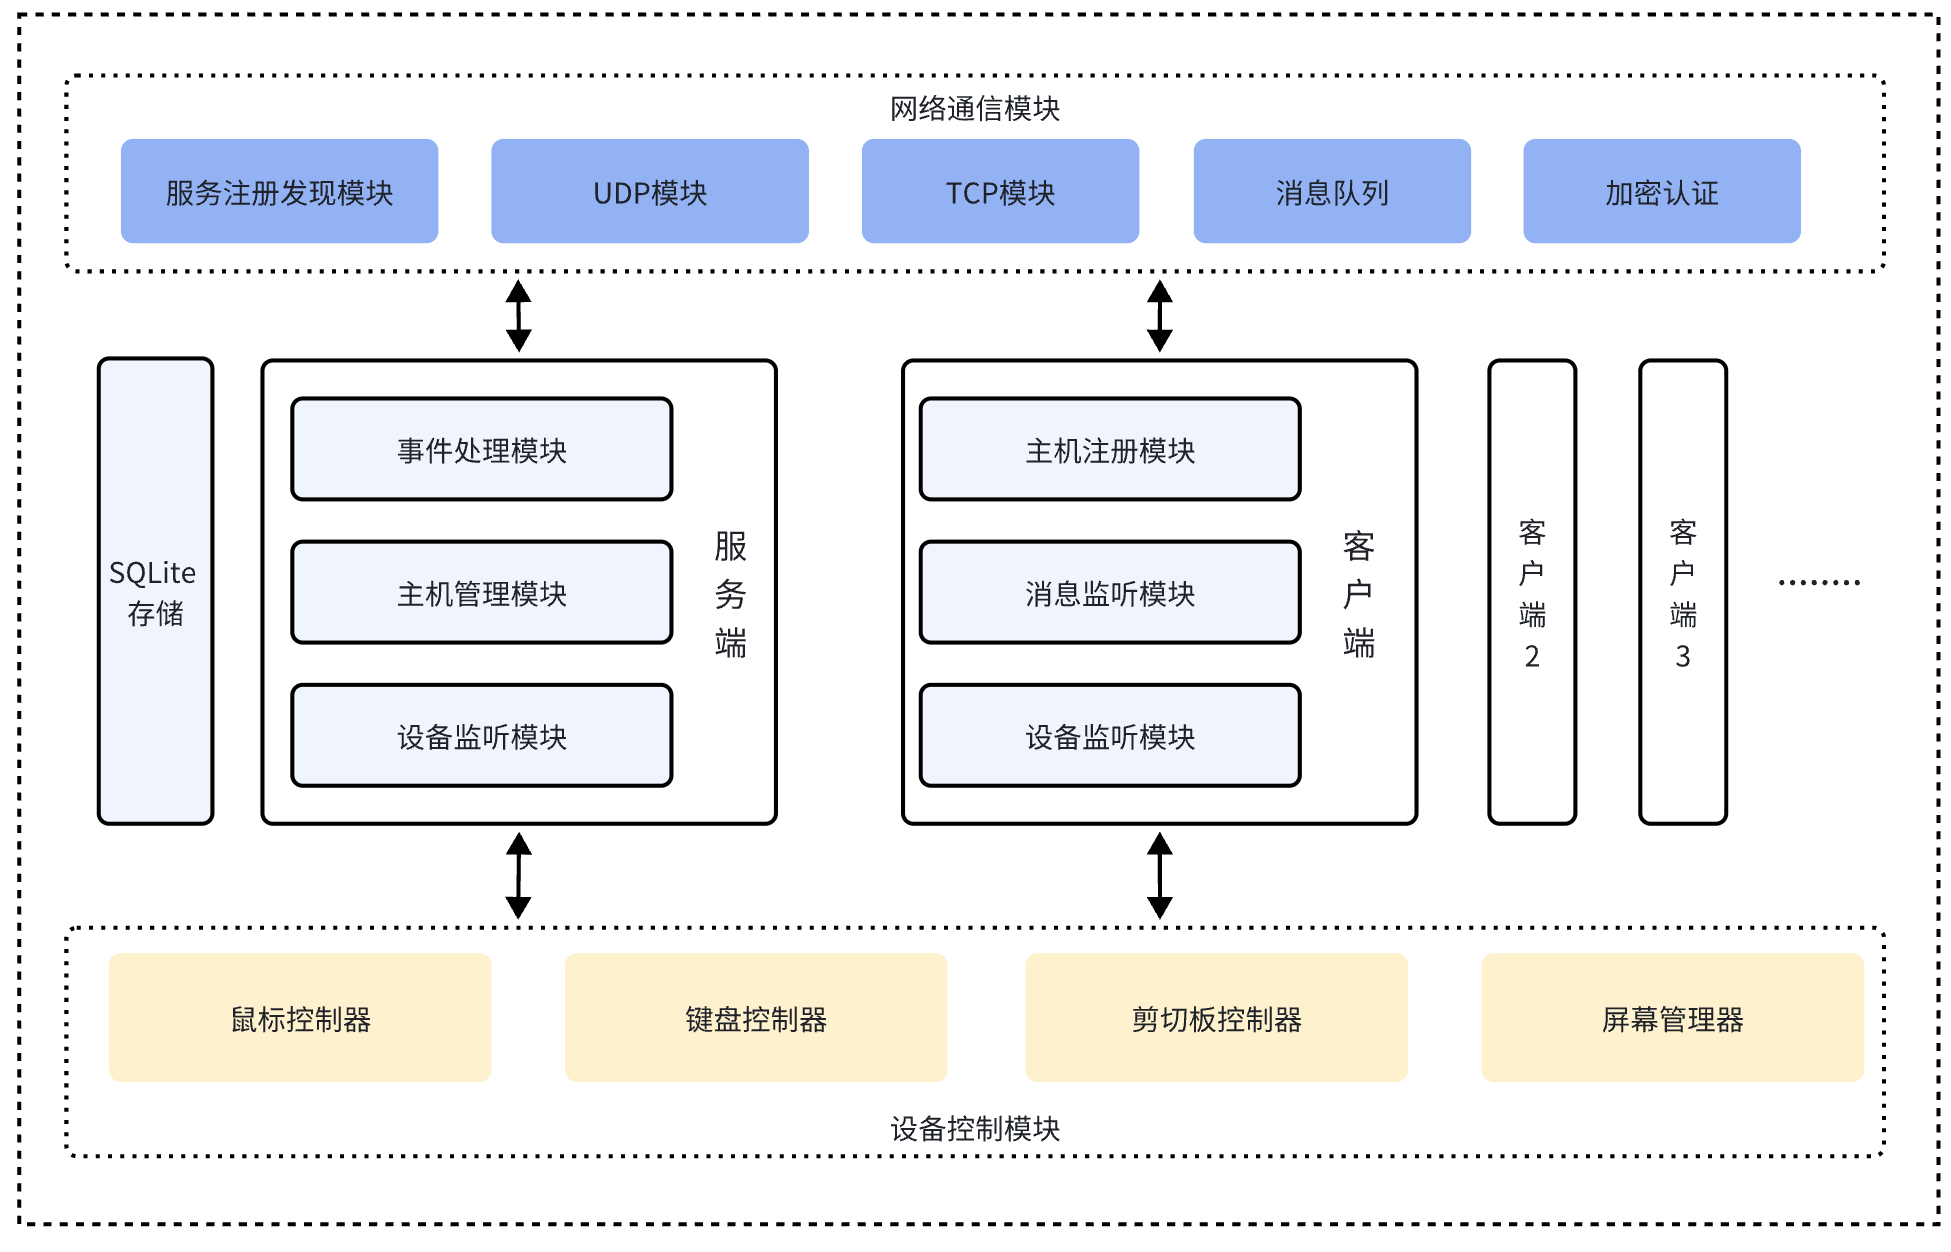 网络通信模块
服务注册发现模块
UDP模块
TCP模块
消息队列
加密认证
SQLite
存储
事件处理模块
主机管理模块
设备监听模块
服
务
端
主机注册模块
消息监听模块
设备监听模块
客
户
端
客
户
端
2
客
户
端
3
········
鼠标控制器
键盘控制器
剪切板控制器
屏幕管理器
设备控制模块